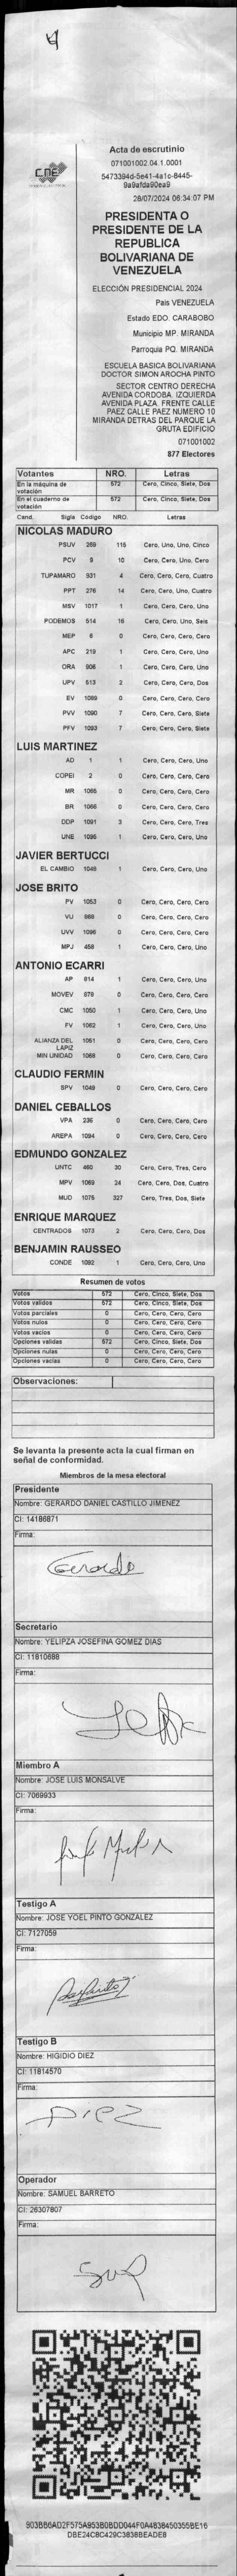 4
CNE
Acta de escrutinio
071001002.04.1.0001
5473394d-5e41-4a1c-8445-
9a9afda90ea9
28/07/2024 06:34:07 PM
PRESIDENTA O
PRESIDENTE DE LA
REPUBLICA
BOLIVARIANA DE
VENEZUELA
ELECCIÓN PRESIDENCIAL 2024
País VENEZUELA
Estado EDO. CARABOBO
Municipio MP. MIRANDA
Parroquia PQ. MIRANDA
ESCUELA BASICA BOLIVARIANA
DOCTOR SIMON AROCHA PINTO
SECTOR CENTRO DERECHA
AVENIDA CORDOBA. IZQUIERDA
AVENIDA PLAZA. FRENTE CALLE
PAEZ CALLE PAEZ NUMERO 10
MIRANDA DETRAS DEL PARQUE LA
GRUTA EDIFICIO
071001002
877 Electores
Votantes NRO. Letras
En la máquina de votación 572 Cero, Cinco, Siete, Dos
En el cuaderno de votación 572 Cero, Cinco, Siete, Dos
Cand. Sigla Código NRO. Letras
NICOLAS MADURO
PSUV 269 115 Cero, Uno, Uno, Cinco
PCV 9 10 Cero, Cero, Uno, Cero
TUPAMARO 931 4 Cero, Cero, Cero, Cuatro
PPT 276 14 Cero, Cero, Uno, Cuatro
MSV 1017 1 Cero, Cero, Cero, Uno
PODEMOS 514 16 Cero, Cero, Uno, Seis
MEP 6 0 Cero, Cero, Cero, Cero
APC 219 1 Cero, Cero, Cero, Uno
ORA 906 1 Cero, Cero, Cero, Uno
UPV 613 2 Cero, Cero, Cero, Dos
EV 1089 0 Cero, Cero, Cero, Cero
PVV 1090 7 Cero, Cero, Cero, Siete
PFV 1093 7 Cero, Cero, Cero, Siete
LUIS MARTINEZ
AD 1 1 Cero, Cero, Cero, Uno
COPEI 2 0 Cero, Cero, Cero, Cero
MR 1065 0 Cero, Cero, Cero, Cero
BR 1066 0 Cero, Cero, Cero, Cero
DDP 1091 3 Cero, Cero, Cero, Tres
UNE 1095 1 Cero, Cero, Cero, Uno
JAVIER BERTUCCI
EL CAMBIO 1048 1 Cero, Cero, Cero, Uno
JOSE BRITO
PV 1053 0 Cero, Cero, Cero, Cero
VU 868 0 Cero, Cero, Cero, Cero
UVV 1096 0 Cero, Cero, Cero, Cero
MPJ 458 1 Cero, Cero, Cero, Uno
ANTONIO ECARRI
AP 814 1 Cero, Cero, Cero, Uno
MOVEV 878 0 Cero, Cero, Cero, Cero
CMC 1050 1 Cero, Cero, Cero, Uno
FV 1062 1 Cero, Cero, Cero, Uno
ALIANZA DEL LAPIZ 1061 0 Cero, Cero, Cero, Cero
MIN UNIDAD 1068 0 Cero, Cero, Cero, Cero
CLAUDIO FERMIN
SPV 1049 0 Cero, Cero, Cero, Cero
DANIEL CEBALLOS
VPA 236 0 Cero, Cero, Cero, Cero
AREPA 1094 0 Cero, Cero, Cero, Cero
EDMUNDO GONZALEZ
UNTC 460 30 Cero, Cero, Tres, Cero
MPV 1069 24 Cero, Cero, Dos, Cuatro
MUD 1075 327 Cero, Tres, Dos, Siete
ENRIQUE MARQUEZ
CENTRADOS 1073 2 Cero, Cero, Cero, Dos
BENJAMIN RAUSSEO
CONDE 1092 1 Cero, Cero, Cero, Uno
Resumen de votos
Votos 572 Cero, Cinco, Siete, Dos
Votos validos 572 Cero, Cinco, Siete, Dos
Votos parciales 0 Cero, Cero, Cero, Cero
Votos nulos 0 Cero, Cero, Cero, Cero
Votos vacíos 0 Cero, Cero, Cero, Cero
Opciones validas 572 Cero, Cinco, Siete, Dos
Opciones nulas 0 Cero, Cero, Cero, Cero
Opciones vacías 0 Cero, Cero, Cero, Cero
Observaciones:
Se levanta la presente acta la cual firman en
señal de conformidad.
Miembros de la mesa electoral
Presidente
Nombre: GERARDO DANIEL CASTILLO JIMENEZ
CI: 14186871
Firma:
Gerardo
Secretario
Nombre: YELIPZA JOSEFINA GOMEZ DIAS
CI: 11810688
Firma:
Miembro A
Nombre: JOSE LUIS MONSALVE
CI: 7069933
Firma:
Testigo A
Nombre: JOSE YOEL PINTO GONZALEZ
CI: 7127059
Firma:
Testigo B
Nombre: HIGIDIO DIEZ
CI: 11814570
Firma:
DIEZ
Operador
Nombre: SAMUEL BARRETO
CI: 26307807
Firma: